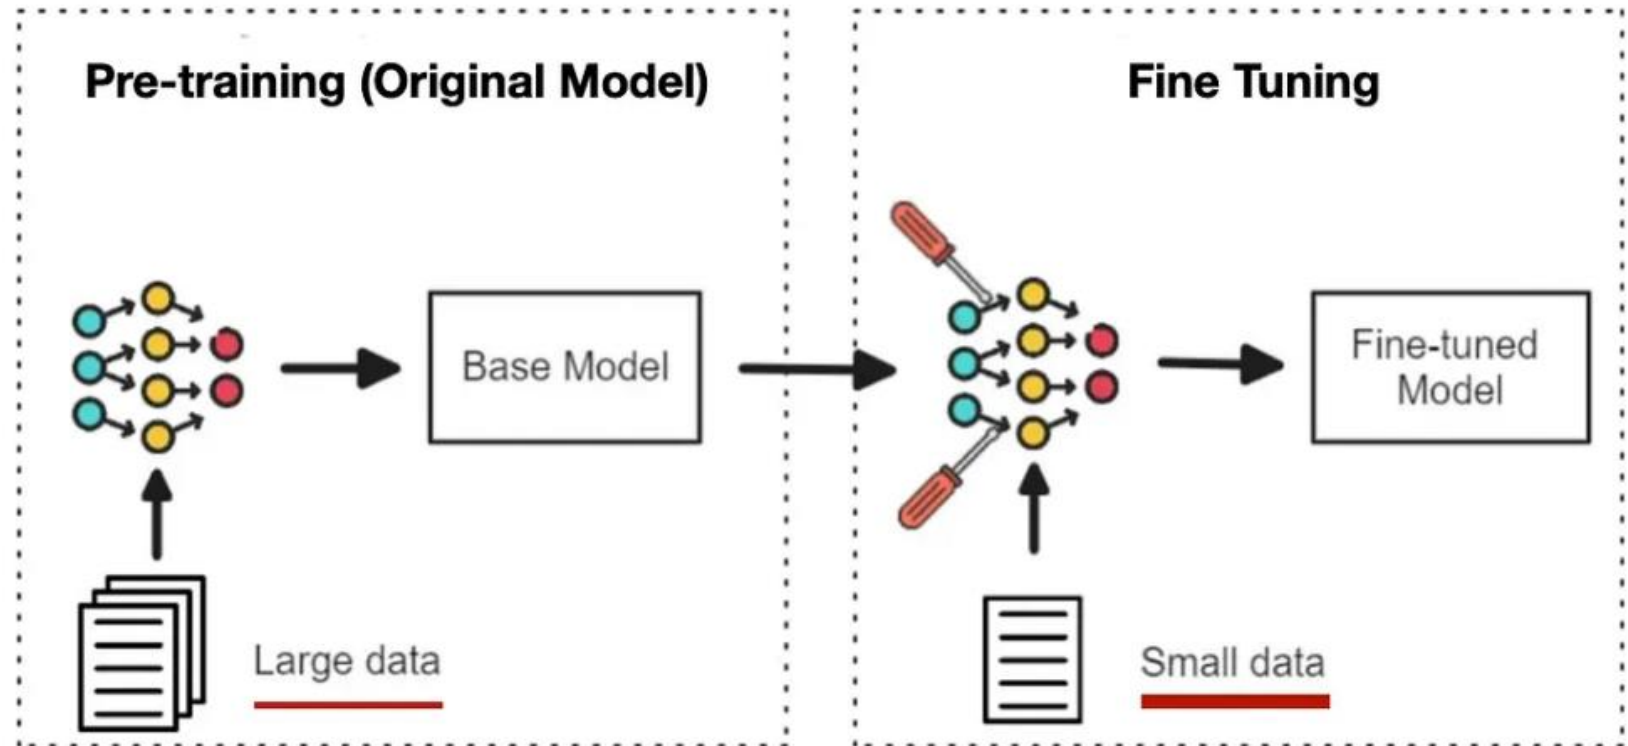 Pre-training (Original Model)
Base Model
Large data
Fine Tuning
Fine-tuned
Model
Small data